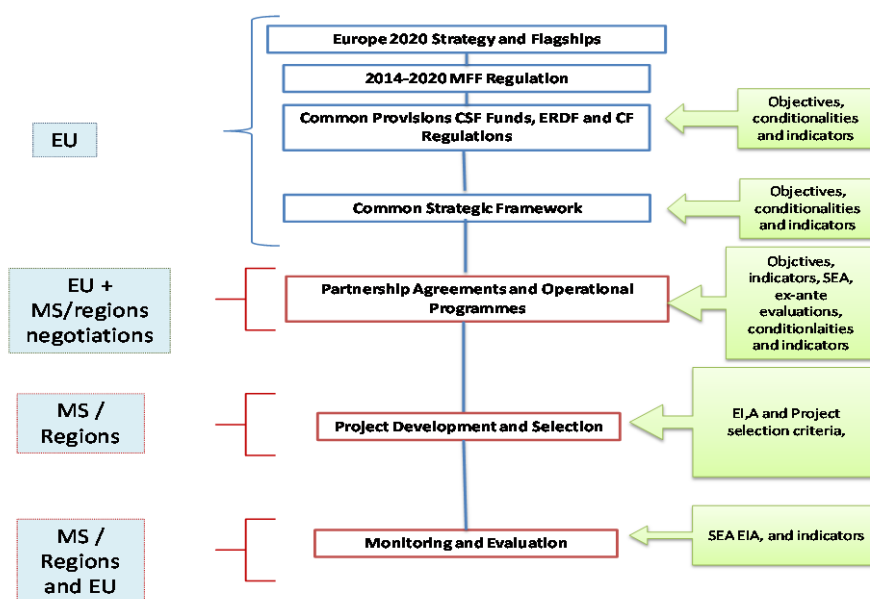 Europe 2020 Strategy and Flagships
2014-2020 MFF Regulation
Common Provisions CSF Funds, ERDF and CF
Regulations
Objectives,
conditionalities
and indicators
EU
Common Strategic Framework
Objectives,
conditionalities
and indicators
EU +
MS/regions
negotiations
Partnership Agreements and Operational
Programmes
Objectives,
indicators, SEA,
ex-ante
evaluations,
conditionlaities
and indicators
MS /
Regions
Project Development and Selection
EI,A and Project
selection criteria,
MS /
Regions
and EU
Monitoring and Evaluation
SEA EIA, and indicators